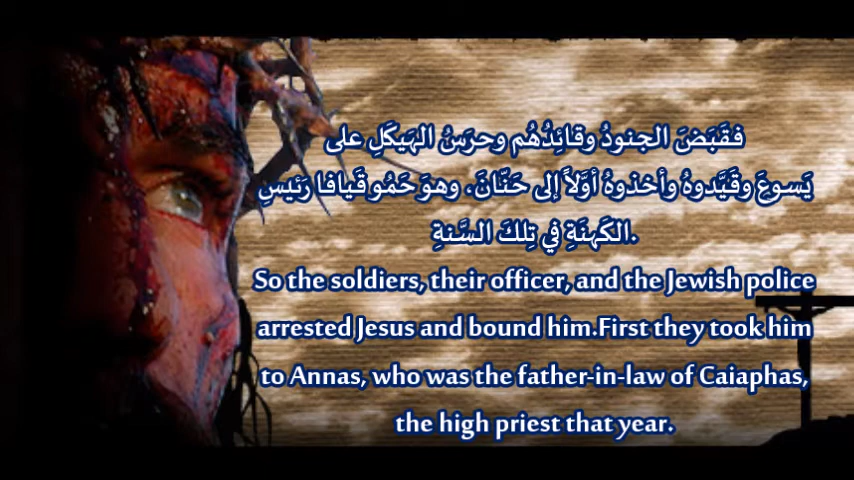 فقَبَضَ الجنودُ وقائِدُهُم وحرَسُ الهَيكَلِ على
يَسوعَ وقَيَّدوهُ وأخذوهُ أوَّلاً إلى حَنّانَ، وهوَ حَمُو قَيافا رَئيسِ
الكَهنَةِ في تِلكَ السَّنةِ.
So the soldiers, their officer, and the Jewish police
arrested Jesus and bound him.First they took him
to Annas, who was the father-in-law of Caiaphas,
the high priest that year.